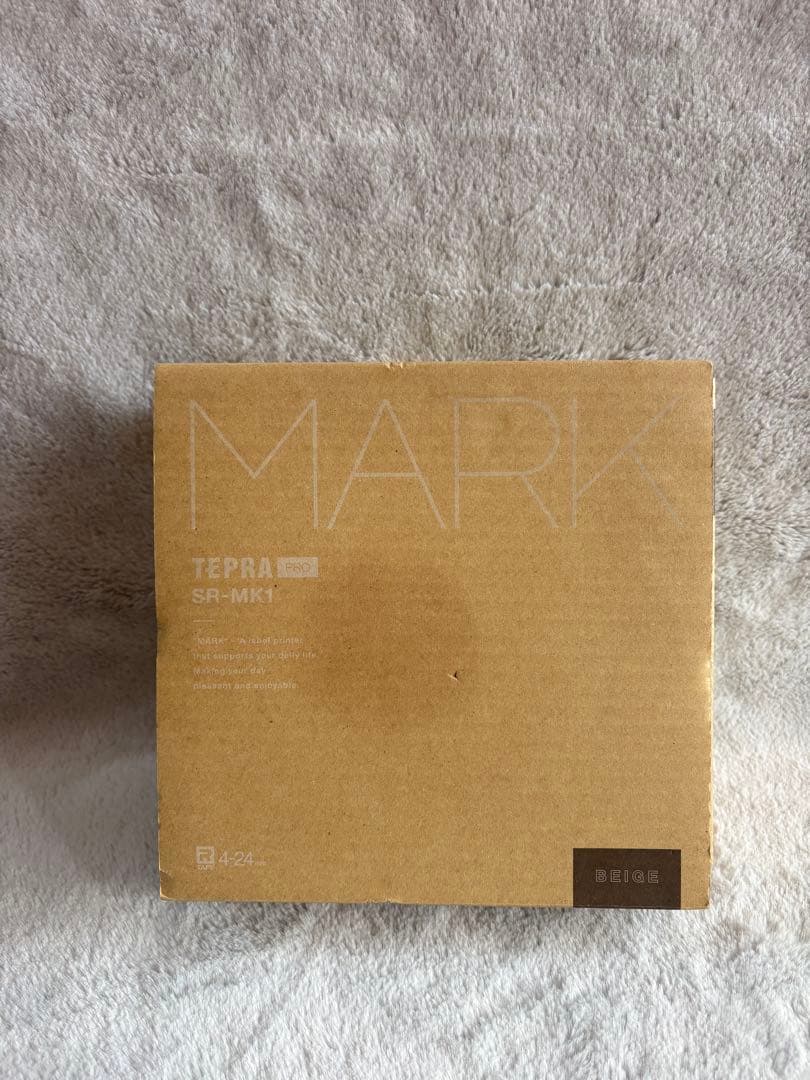 MARK
TEPRA PRO
SR-MK1
"MARK" - A label printer
that supports your daily life.
Making your day
pleasant and enjoyable.
R 4-24mm
BEIGE